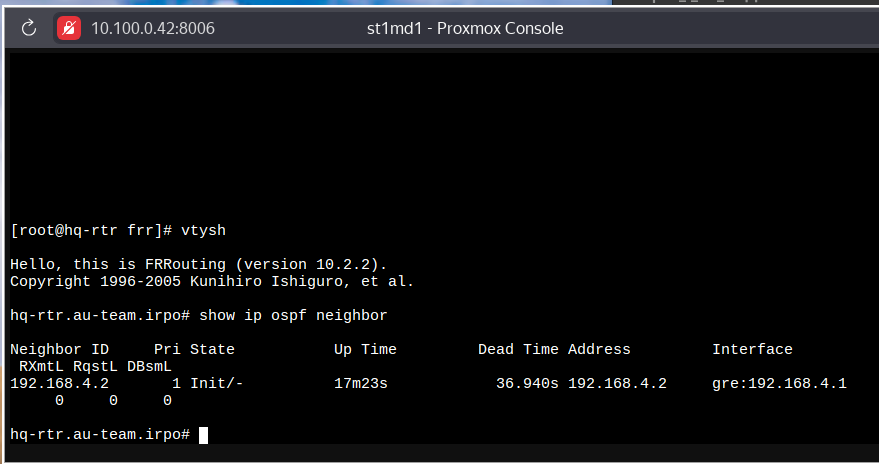 10.100.0.42:8006 st1md1 - Proxmox Console
[root@hq-rtr frr]# vtysh
Hello, this is FRRouting (version 10.2.2).
Copyright 1996-2005 Kunihiro Ishiguro, et al.
hq-rtr.au-team.irpo# show ip ospf neighbor
Neighbor ID     Pri State           Up Time         Dead Time Address         Interface
 RXmtL RqstL DBsmL
192.168.4.2       1 Init/-          17m23s            36.940s 192.168.4.2     gre:192.168.4.1
     0     0     0
hq-rtr.au-team.irpo#